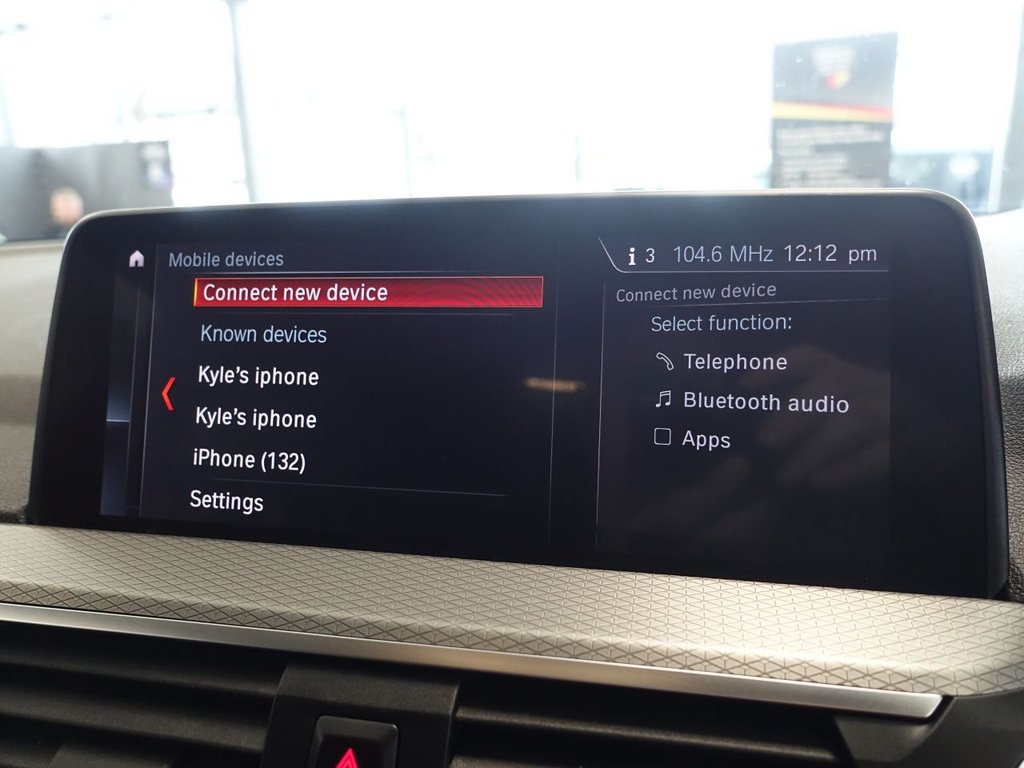 Mobile devices
Connect new device
Known devices
Kyle's iphone
Kyle's iphone
iPhone (132)
Settings
i 3 104.6 MHz 12:12 pm
Connect new device
Select function:
Telephone
Bluetooth audio
Apps